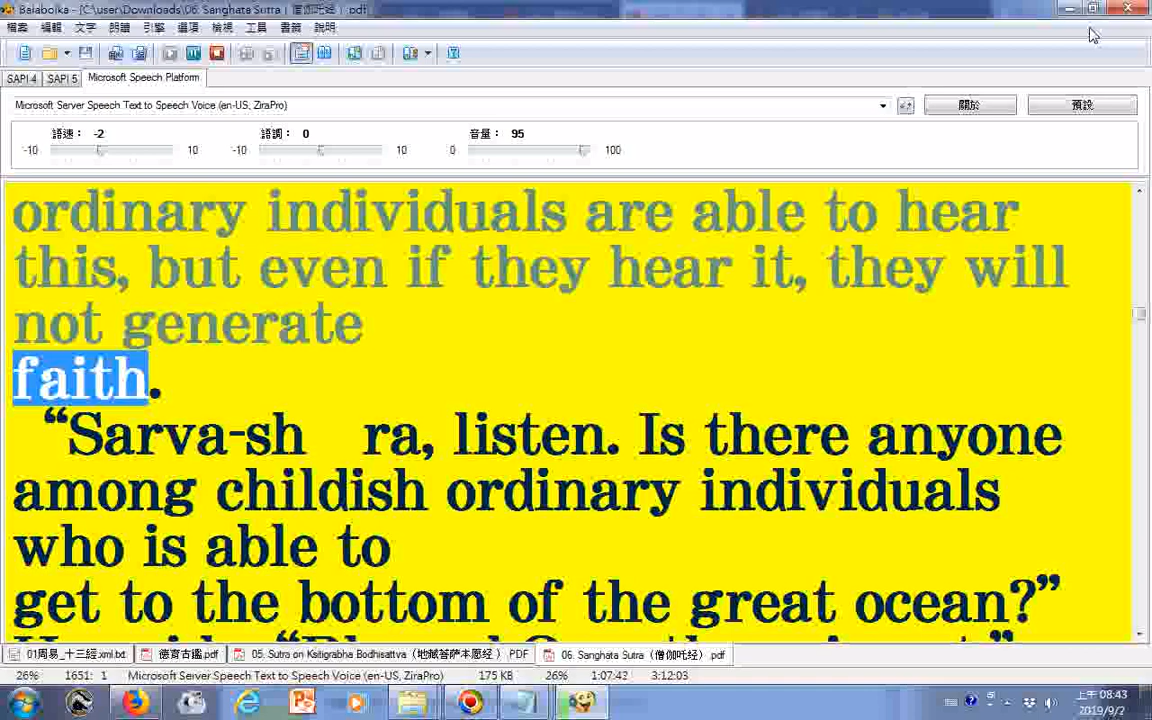 Balabolka - [C:\user\Downloads\06. Sanghata Sutra ( 僧伽吒经 ).pdf]
檔案 編輯 文字 朗讀 引擎 選項 檢視 工具 書籤 說明
SAPI 4 SAPI 5 Microsoft Speech Platform
Microsoft Server Speech Text to Speech Voice (en-US, ZiraPro) 關於 預設
語速： -2 語調： 0 音量： 95
-10 10 -10 10 0 100
ordinary individuals are able to hear
this, but even if they hear it, they will
not generate
faith.
“Sarva-sh ra, listen. Is there anyone
among childish ordinary individuals
who is able to
get to the bottom of the great ocean?”
01周易_十三經.xml.txt 德育古鑑.pdf 05. Sutra on Ksitigrabha Bodhisattva（地藏菩萨本愿经 ）.PDF 06. Sanghata Sutra（僧伽吒经）.pdf
26% 1651: 1 Microsoft Server Speech Text to Speech Voice (en-US, ZiraPro) 175 KB 26% 1:07:42 3:12:03
上午 08:43
2019/9/2